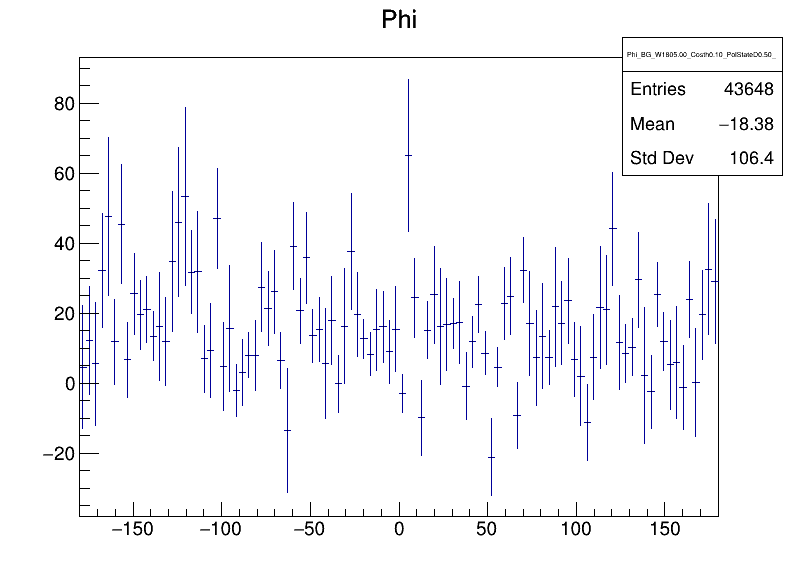 Phi
Phi_BG_W1805.00_Costh0.10_PolStateD0.50_
Entries 43648
Mean −18.38
Std Dev 106.4
80
60
40
20
0
−20
−150 −100 −50 0 50 100 150